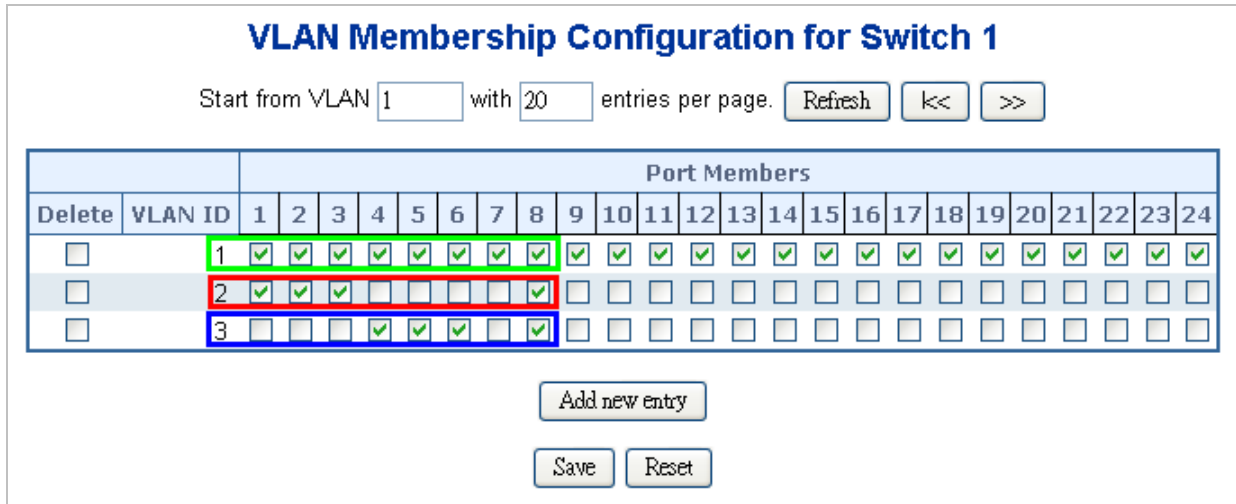 VLAN Membership Configuration for Switch 1
Start from VLAN 1 with 20 entries per page. Refresh |<< >>
Port Members
Delete VLAN ID 1 2 3 4 5 6 7 8 9 10 11 12 13 14 15 16 17 18 19 20 21 22 23 24
1
2
3
Add new entry
Save Reset